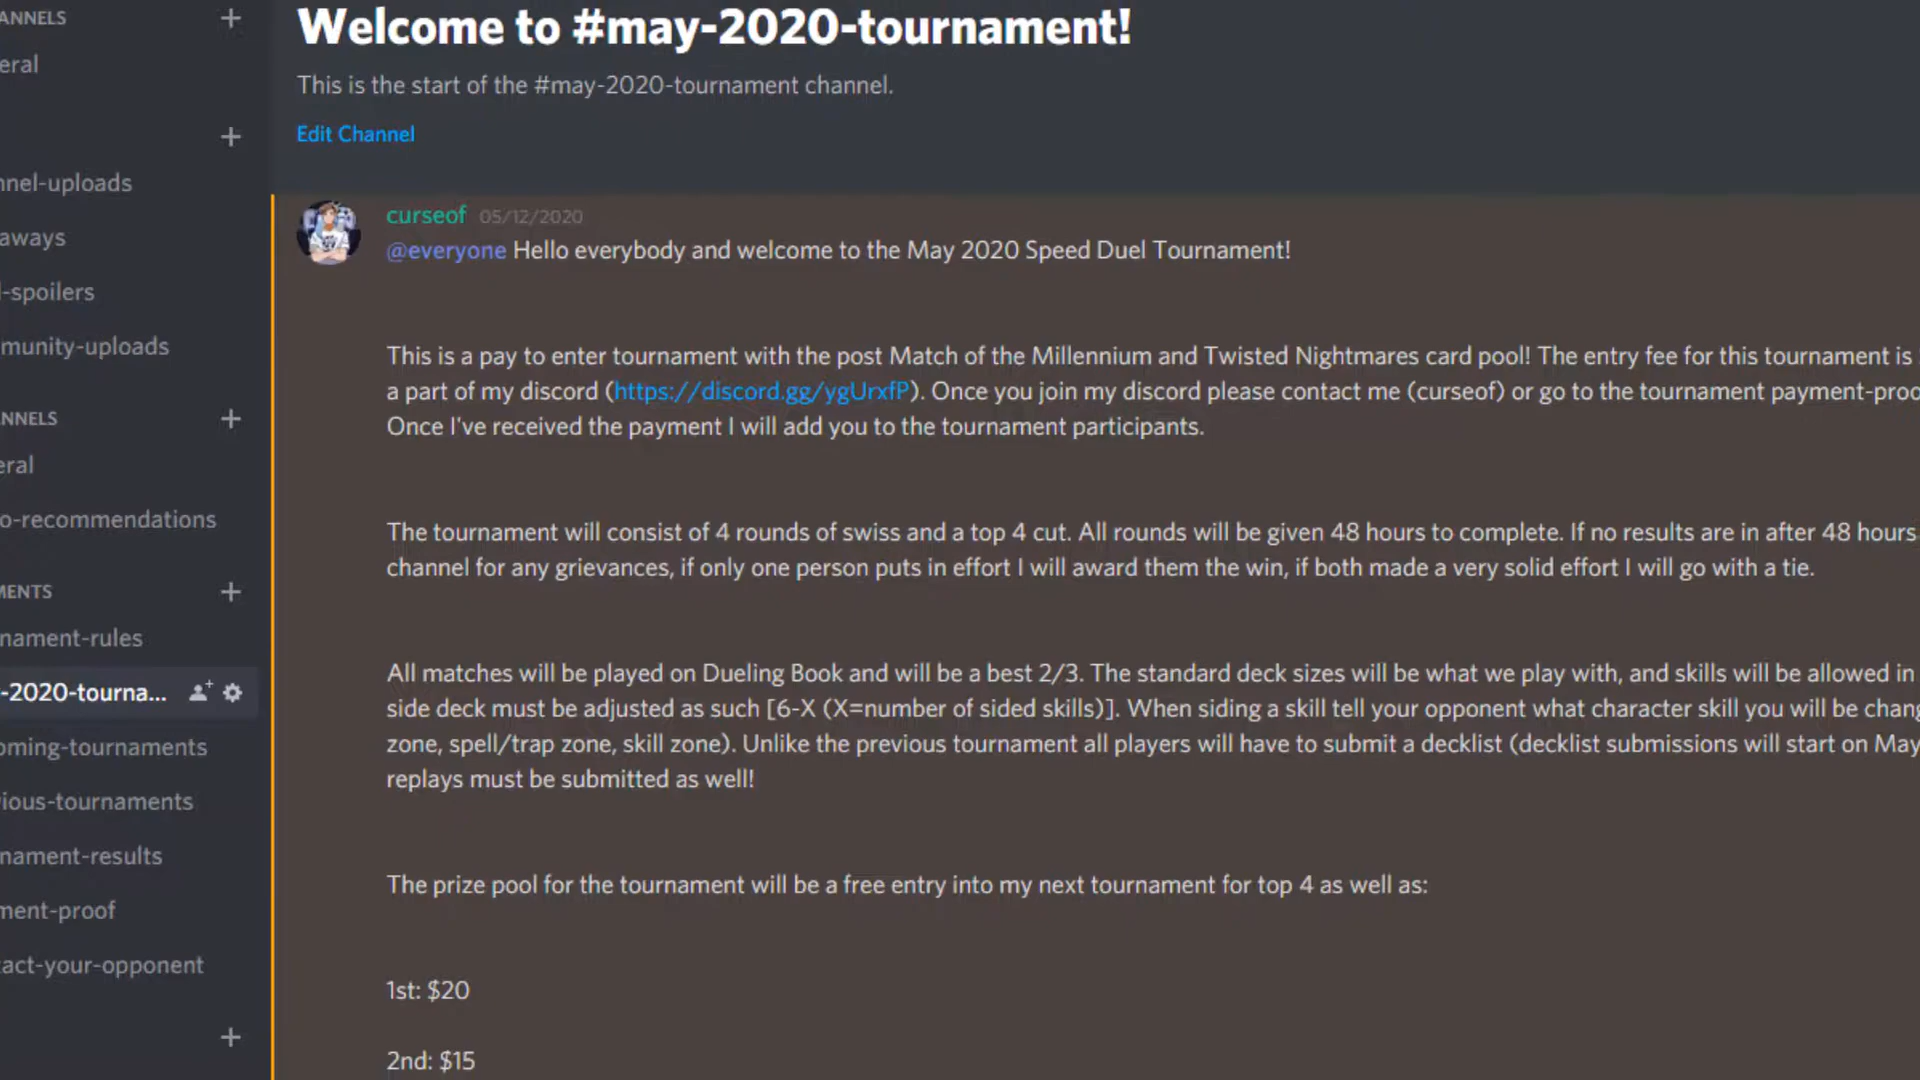 ANNELS
Welcome to #may-2020-tournament!
eral
This is the start of the #may-2020-tournament channel.
Edit Channel
nnel-uploads
curseof 05/12/2020
aways
@everyone Hello everybody and welcome to the May 2020 Speed Duel Tournament!
-spoilers
munity-uploads
This is a pay to enter tournament with the post Match of the Millennium and Twisted Nightmares card pool! The entry fee for this tournament is
a part of my discord (https://discord.gg/ygUrxfP). Once you join my discord please contact me (curseof) or go to the tournament payment-proo
NNELS
Once I've received the payment I will add you to the tournament participants.
eral
o-recommendations
The tournament will consist of 4 rounds of swiss and a top 4 cut. All rounds will be given 48 hours to complete. If no results are in after 48 hours
channel for any grievances, if only one person puts in effort I will award them the win, if both made a very solid effort I will go with a tie.
MENTS
nament-rules
All matches will be played on Dueling Book and will be a best 2/3. The standard deck sizes will be what we play with, and skills will be allowed in
-2020-tourna...
side deck must be adjusted as such [6-X (X=number of sided skills)]. When siding a skill tell your opponent what character skill you will be chang
oming-tournaments
zone, spell/trap zone, skill zone). Unlike the previous tournament all players will have to submit a decklist (decklist submissions will start on May
replays must be submitted as well!
ious-tournaments
nament-results
The prize pool for the tournament will be a free entry into my next tournament for top 4 as well as:
ment-proof
tact-your-opponent
1st: $20
2nd: $15